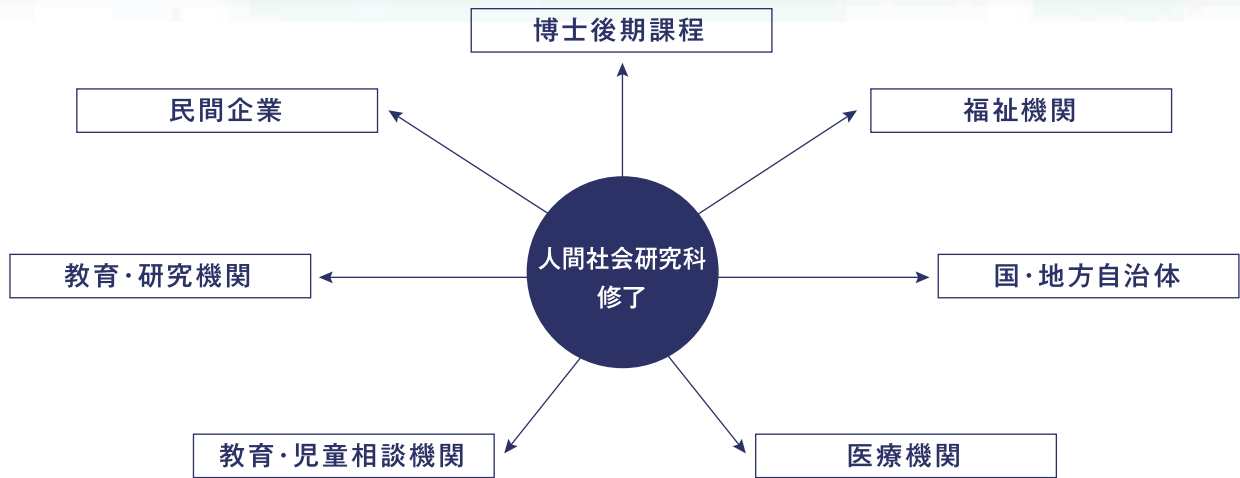 博士後期課程
民間企業
福祉機関
人間社会研究科
修了
教育・研究機関
国・地方自治体
教育・児童相談機関
医療機関